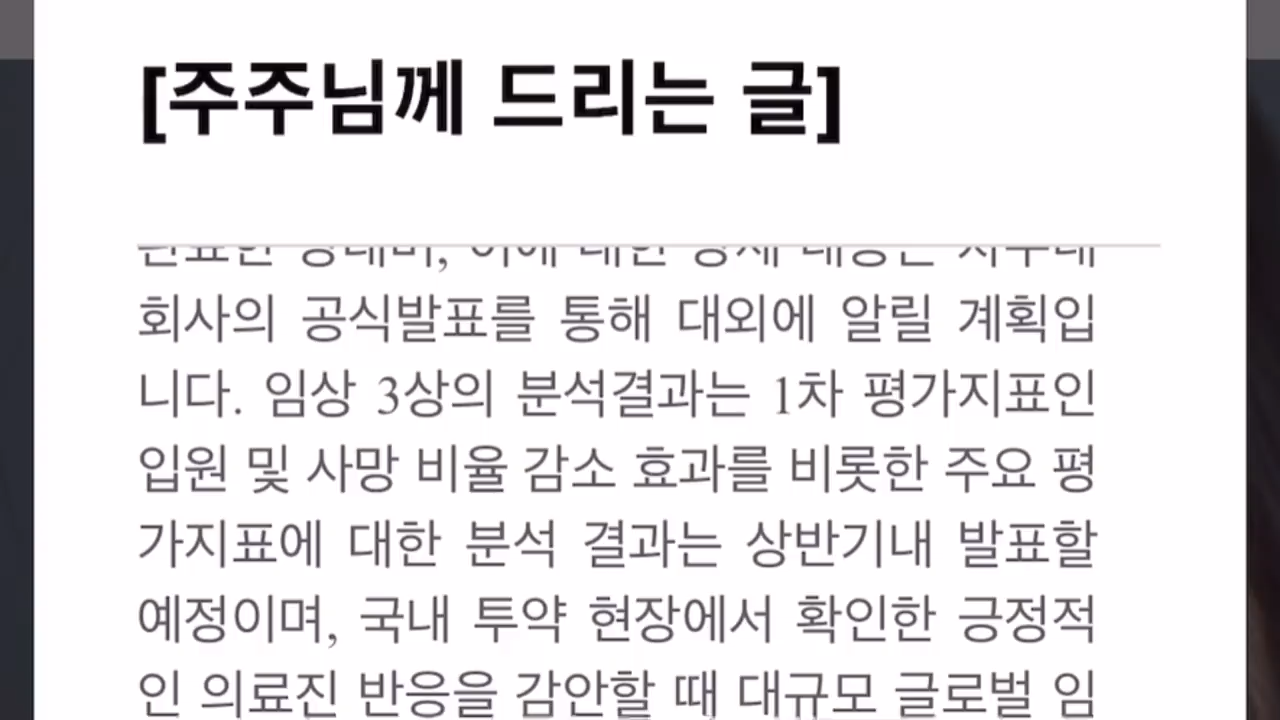 [주주님께 드리는 글]
회사의 공식발표를 통해 대외에 알릴 계획입
니다. 임상 3상의 분석결과는 1차 평가지표인
입원 및 사망 비율 감소 효과를 비롯한 주요 평
가지표에 대한 분석 결과는 상반기내 발표할
예정이며, 국내 투약 현장에서 확인한 긍정적
인 의료진 반응을 감안할 때 대규모 글로벌 임